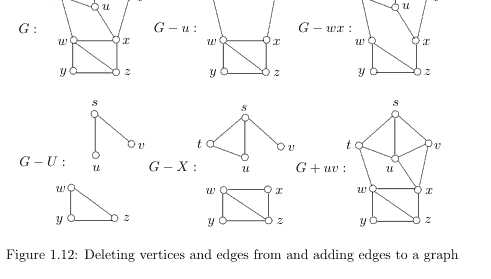 u u
G : G − u : G − wx :
w x w x w x
y z y z y z
s s s
t t
v v v
u u u
G − U : G − X : G + uv :
w w x w x
y z y z y z
Figure 1.12: Deleting vertices and edges from and adding edges to a graph